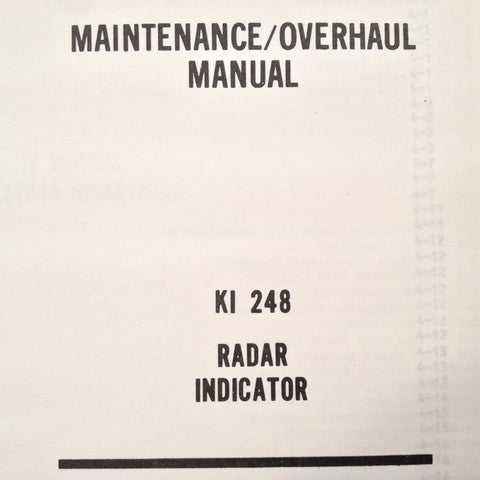 MAINTENANCE/OVERHAUL
MANUAL
KI 248
RADAR
INDICATOR